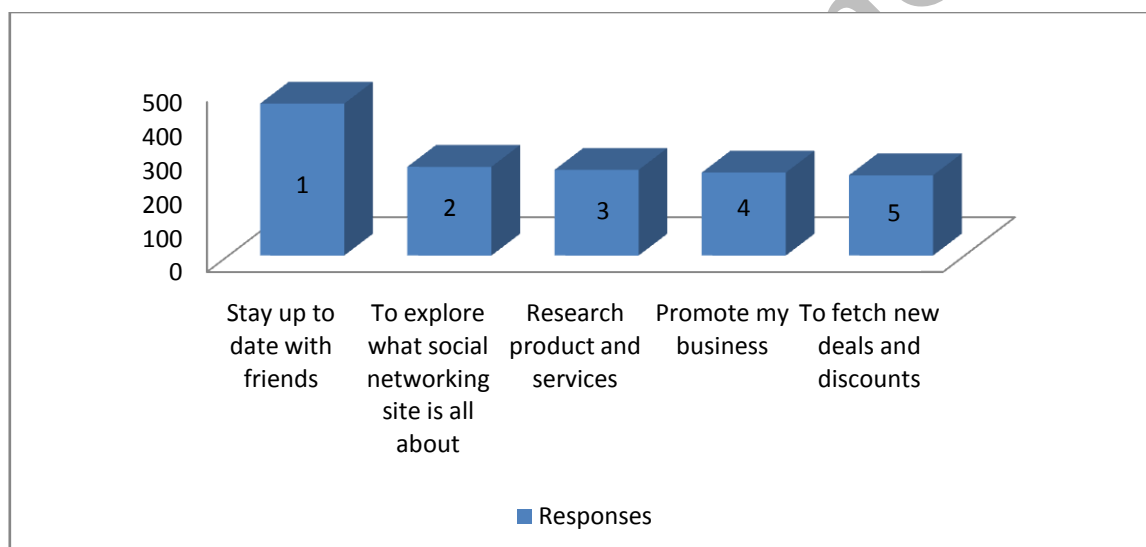 500
400
300
200
100
0
1
2
3
4
5
Stay up to
date with
friends
To explore
what social
networking
site is all
about
Research
product and
services
Promote my
business
To fetch new
deals and
discounts
Responses